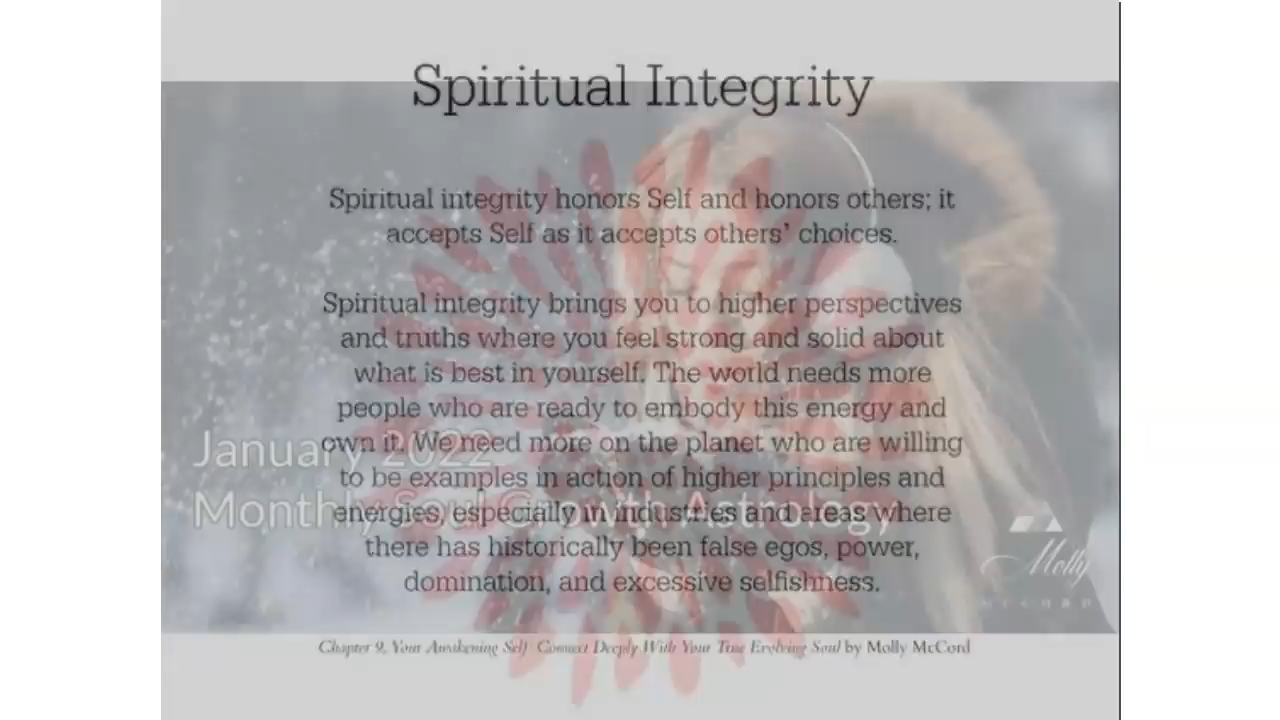 Spiritual Integrity
Spiritual integrity honors Self and honors others; it
accepts Self as it accepts others' choices.
Spiritual integrity brings you to higher perspectives
and truths where you feel strong and solid about
what is best in yourself. The world needs more
people who are ready to embody this energy and
own it. We need more on the planet who are willing
to be examples in action of higher principles and
energies, especially in industries and areas where
there has historically been false egos, power,
domination, and excessive selfishness.
January 2022
Monthly Soul Growth Astrology
Molly
MCCORD
Chapter 9, Your Awakening Self Connect Deeply With Your True Evolving Soul by Molly McCord